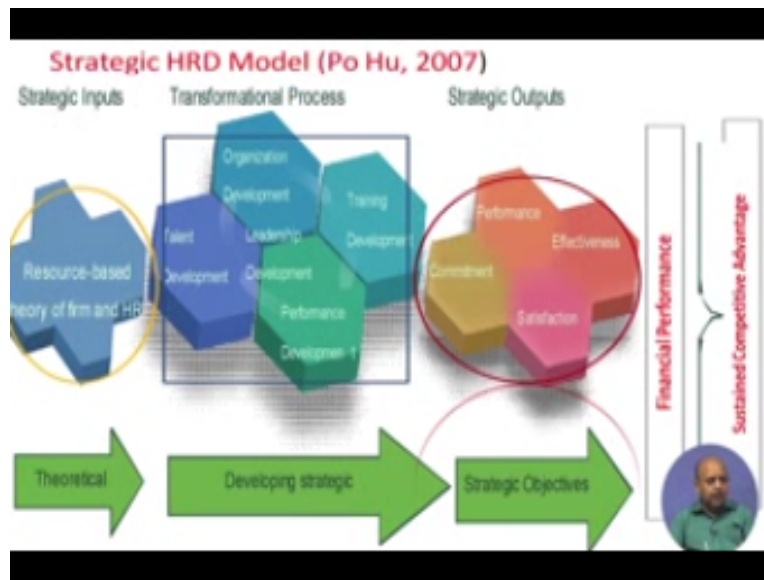 Strategic HRD Model (Po Hu, 2007)
Strategic Inputs
Transformational Process
Strategic Outputs
Resource-based
heory of firm and HR
Organization
Development
Talent
Development
Leadership
Development
Training
Development
Performance
Development
Performance
Effectiveness
Commitment
Satisfaction
Financial Performance
Sustained Competitive Advantage
Theoretical
Developing strategic
Strategic Objectives